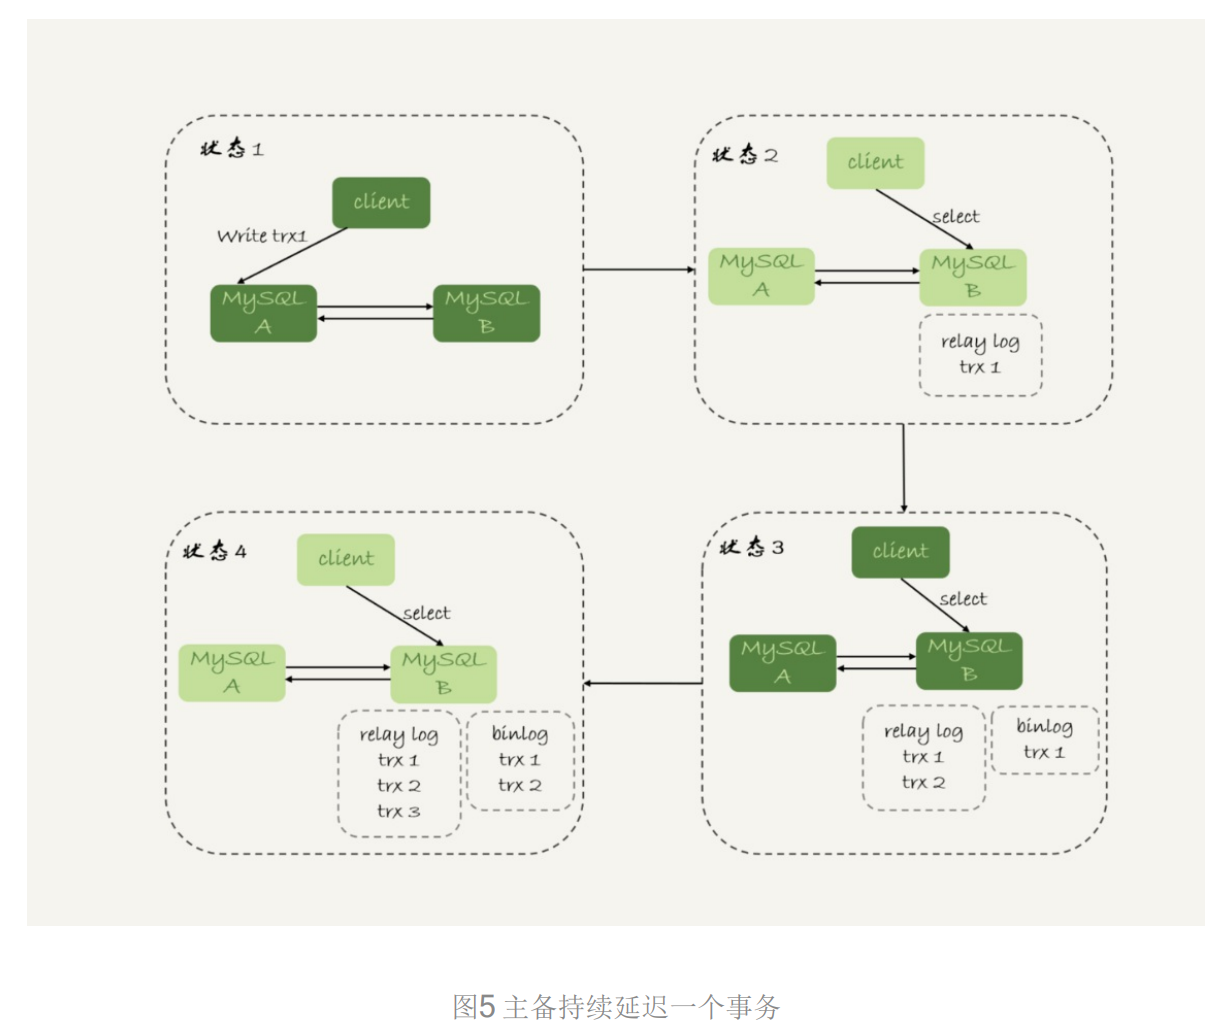 状态1
client
Write trx1
MySQL
A
MySQL
B
状态2
client
select
MySQL
A
MySQL
B
relay log
trx 1
状态3
client
select
MySQL
A
MySQL
B
relay log
trx 1
trx 2
binlog
trx 1
状态4
client
select
MySQL
A
MySQL
B
relay log
trx 1
trx 2
trx 3
binlog
trx 1
trx 2
图5 主备持续延迟一个事务